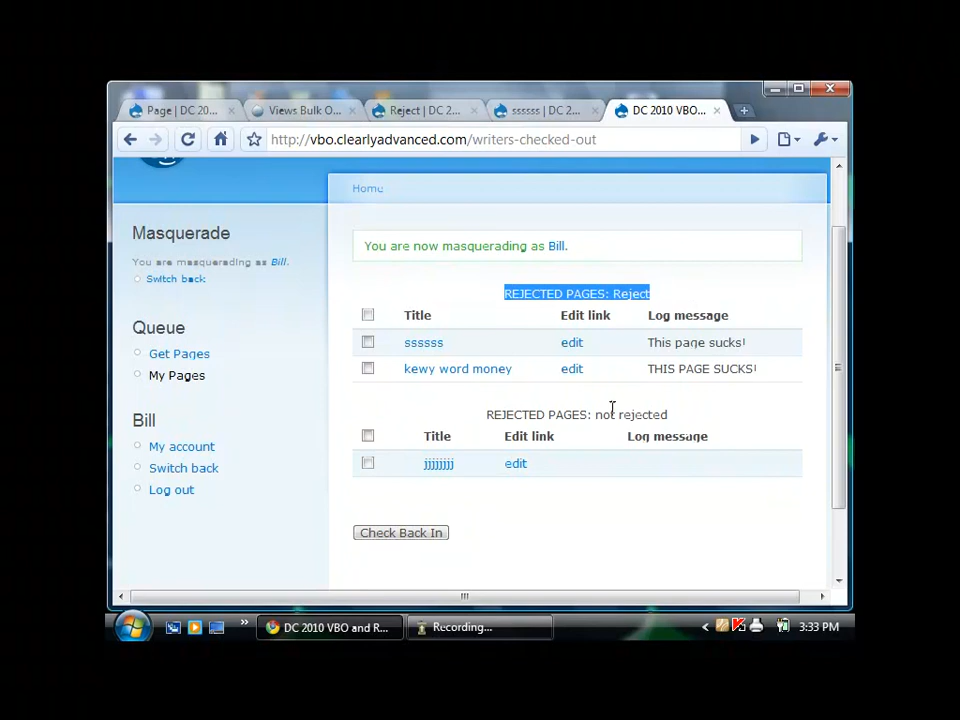 Page | DC 20... Views Bulk O... Reject | DC 2... ssssss | DC 2... DC 2010 VBO...
http://vbo.clearlyadvanced.com/writers-checked-out
Home
Masquerade
You are masquerading as Bill.
Switch back
Queue
Get Pages
My Pages
Bill
My account
Switch back
Log out
You are now masquerading as Bill.
REJECTED PAGES: Reject
Title Edit link Log message
ssssss edit This page sucks!
kewy word money edit THIS PAGE SUCKS!
REJECTED PAGES: not rejected
Title Edit link Log message
jjjjjjjj edit
Check Back In
DC 2010 VBO and R... Recording... 3:33 PM